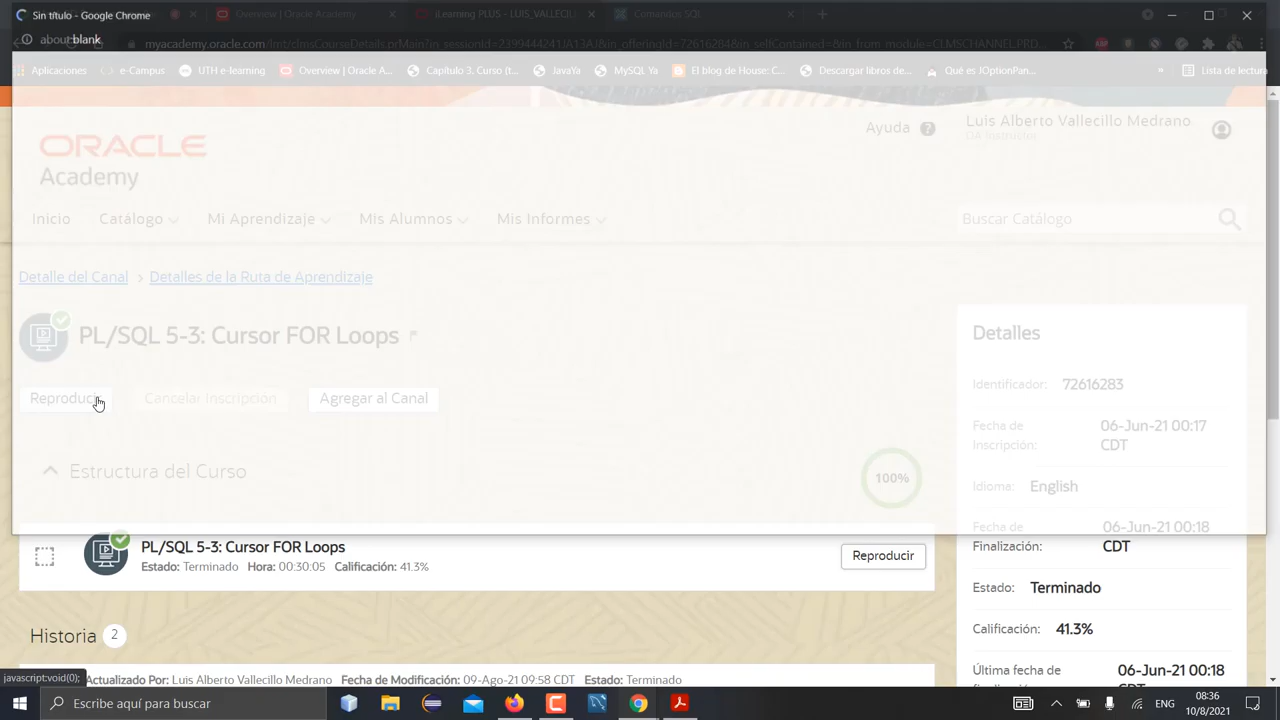 Sin título - Google Chrome
Overview | Oracle Academy
iLearning PLUS - LUIS_VALLECIL
Comandos SQL
about:blank
Aplicaciones
e-Campus
UTH e-learning
Overview | Oracle A...
Capítulo 3. Curso (t...
JavaYa
MySQL Ya
El blog de House: C...
Descargar libros de...
Qué es JOptionPan...
»
Lista de lectura
Ayuda ?
Luis Alberto Vallecillo Medrano
OA Instructor
ORACLE
Academy
Inicio
Catálogo
Mi Aprendizaje
Mis Alumnos
Mis Informes
Buscar Catálogo
Detalle del Canal
Detalles de la Ruta de Aprendizaje
PL/SQL 5-3: Cursor FOR Loops
Reproducir
Cancelar Inscripción
Agregar al Canal
Estructura del Curso
100%
PL/SQL 5-3: Cursor FOR Loops
Estado: Terminado Hora: 00:30:05 Calificación: 41.3%
Reproducir
Historia 2
Actualizado Por: Luis Alberto Vallecillo Medrano Fecha de Modificación: 09-Ago-21 09:58 CDT Estado: Terminado
Detalles
Identificador: 72616283
Fecha de Inscripción: 06-Jun-21 00:17 CDT
Idioma: English
Fecha de Finalización: 06-Jun-21 00:18 CDT
Estado: Terminado
Calificación: 41.3%
Última fecha de 06-Jun-21 00:18
javascript:void(0);
Escribe aquí para buscar
ENG
08:36
10/8/2021